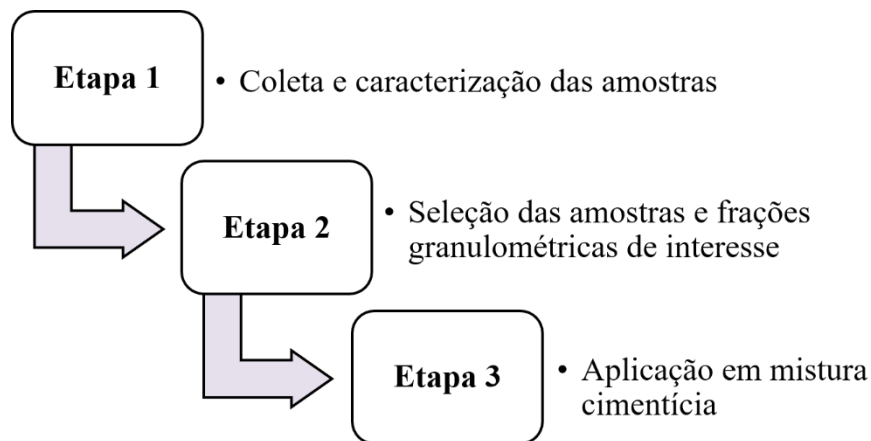 Etapa 1
• Coleta e caracterização das amostras
Etapa 2
• Seleção das amostras e frações
granulométricas de interesse
Etapa 3
• Aplicação em mistura
cimentícia